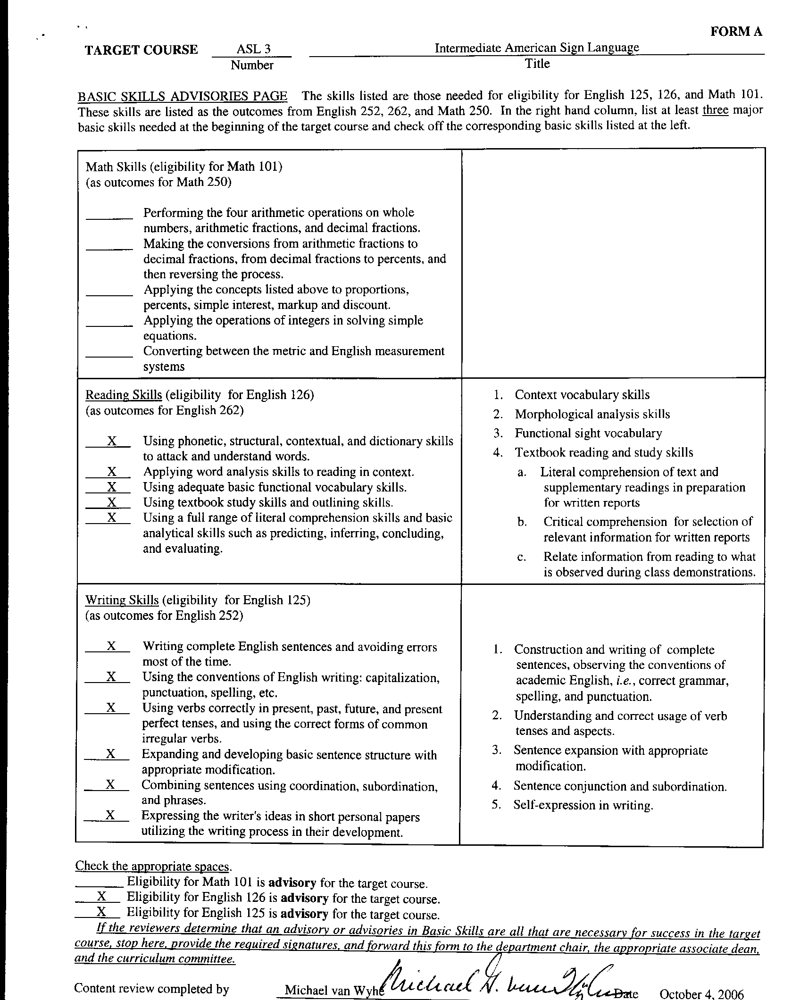 FORM A
TARGET COURSE ASL 3 Intermediate American Sign Language
Number Title
BASIC SKILLS ADVISORIES PAGE The skills listed are those needed for eligibility for English 125, 126, and Math 101.
These skills are listed as the outcomes from English 252, 262, and Math 250. In the right hand column, list at least three major
basic skills needed at the beginning of the target course and check off the corresponding basic skills listed at the left.
Math Skills (eligibility for Math 101)
(as outcomes for Math 250)
Performing the four arithmetic operations on whole
numbers, arithmetic fractions, and decimal fractions.
Making the conversions from arithmetic fractions to
decimal fractions, from decimal fractions to percents, and
then reversing the process.
Applying the concepts listed above to proportions,
percents, simple interest, markup and discount.
Applying the operations of integers in solving simple
equations.
Converting between the metric and English measurement
systems
Reading Skills (eligibility for English 126)
(as outcomes for English 262)
X Using phonetic, structural, contextual, and dictionary skills
to attack and understand words.
X Applying word analysis skills to reading in context.
X Using adequate basic functional vocabulary skills.
X Using textbook study skills and outlining skills.
X Using a full range of literal comprehension skills and basic
analytical skills such as predicting, inferring, concluding,
and evaluating.
1. Context vocabulary skills
2. Morphological analysis skills
3. Functional sight vocabulary
4. Textbook reading and study skills
a. Literal comprehension of text and
supplementary readings in preparation
for written reports
b. Critical comprehension for selection of
relevant information for written reports
c. Relate information from reading to what
is observed during class demonstrations.
Writing Skills (eligibility for English 125)
(as outcomes for English 252)
X Writing complete English sentences and avoiding errors
most of the time.
X Using the conventions of English writing: capitalization,
punctuation, spelling, etc.
X Using verbs correctly in present, past, future, and present
perfect tenses, and using the correct forms of common
irregular verbs.
X Expanding and developing basic sentence structure with
appropriate modification.
X Combining sentences using coordination, subordination,
and phrases.
X Expressing the writer's ideas in short personal papers
utilizing the writing process in their development.
1. Construction and writing of complete
sentences, observing the conventions of
academic English, i.e., correct grammar,
spelling, and punctuation.
2. Understanding and correct usage of verb
tenses and aspects.
3. Sentence expansion with appropriate
modification.
4. Sentence conjunction and subordination.
5. Self-expression in writing.
Check the appropriate spaces.
Eligibility for Math 101 is advisory for the target course.
X Eligibility for English 126 is advisory for the target course.
X Eligibility for English 125 is advisory for the target course.
If the reviewers determine that an advisory or advisories in Basic Skills are all that are necessary for success in the target
course, stop here, provide the required signatures, and forward this form to the department chair, the appropriate associate dean,
and the curriculum committee.
Content review completed by Michael van Wyhe Michael G. van Wyhe Date October 4, 2006